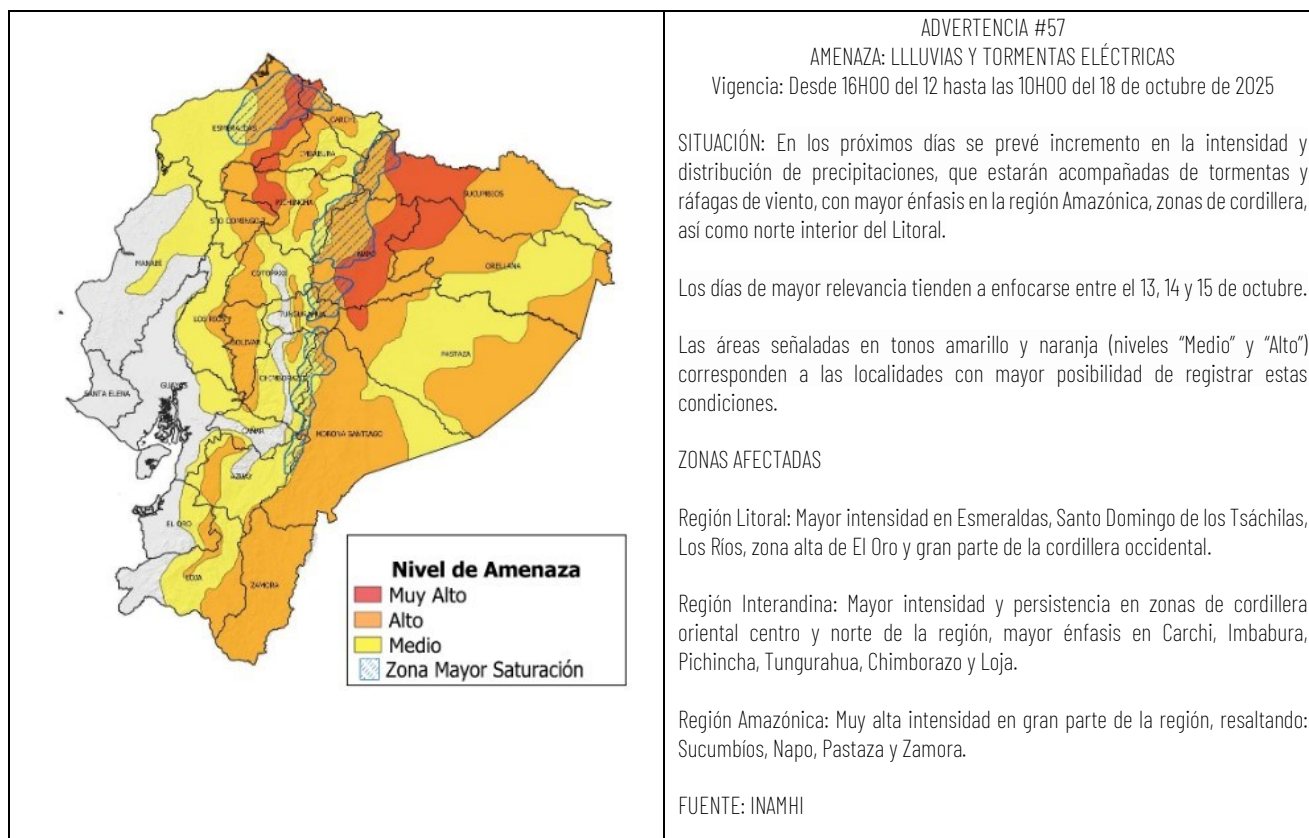 ESMERALDAS
CARCHI
IMBABURA
SUCUMBIOS
PICHINCHA
STO DOMINGO
NAPO
ORELLANA
MANABI
COTOPAXI
TUNGURAHUA
LOS RIOS
BOLIVAR
PASTAZA
CHIMBORAZO
GUAYAS
SANTA ELENA
CAÑAR
MORONA SANTIAGO
AZUAY
EL ORO
LOJA
ZAMORA
Nivel de Amenaza
Muy Alto
Alto
Medio
Zona Mayor Saturación
ADVERTENCIA #57
AMENAZA: LLLUVIAS Y TORMENTAS ELÉCTRICAS
Vigencia: Desde 16H00 del 12 hasta las 10H00 del 18 de octubre de 2025
SITUACIÓN: En los próximos días se prevé incremento en la intensidad y
distribución de precipitaciones, que estarán acompañadas de tormentas y
ráfagas de viento, con mayor énfasis en la región Amazónica, zonas de cordillera,
así como norte interior del Litoral.
Los días de mayor relevancia tienden a enfocarse entre el 13, 14 y 15 de octubre.
Las áreas señaladas en tonos amarillo y naranja (niveles “Medio” y “Alto”)
corresponden a las localidades con mayor posibilidad de registrar estas
condiciones.
ZONAS AFECTADAS
Región Litoral: Mayor intensidad en Esmeraldas, Santo Domingo de los Tsáchilas,
Los Ríos, zona alta de El Oro y gran parte de la cordillera occidental.
Región Interandina: Mayor intensidad y persistencia en zonas de cordillera
oriental centro y norte de la región, mayor énfasis en Carchi, Imbabura,
Pichincha, Tungurahua, Chimborazo y Loja.
Región Amazónica: Muy alta intensidad en gran parte de la región, resaltando:
Sucumbíos, Napo, Pastaza y Zamora.
FUENTE: INAMHI